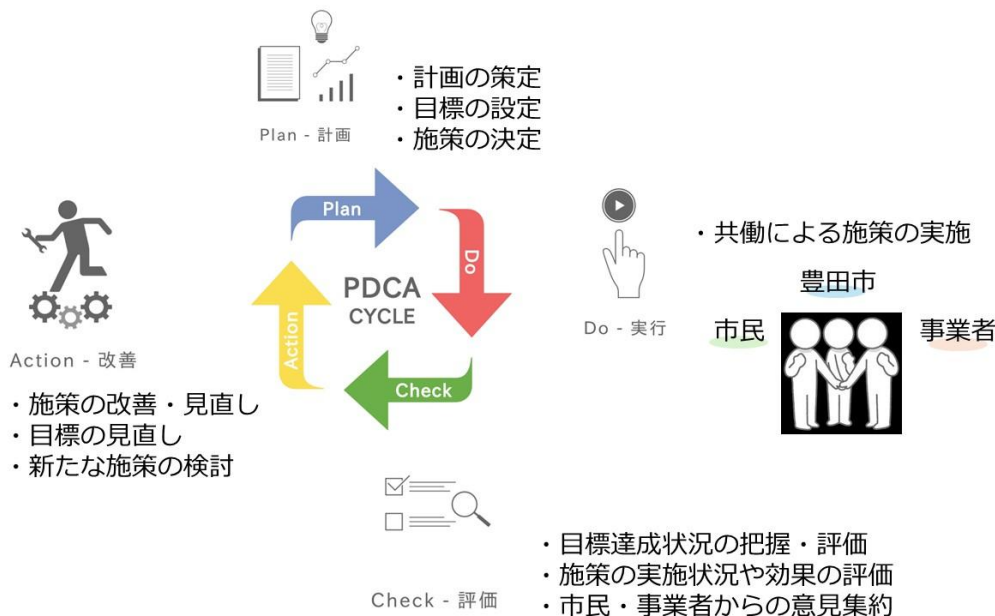 ・計画の策定
・目標の設定
・施策の決定
Plan - 計画
Plan
Do
PDCA
CYCLE
Action
Check
・共働による施策の実施
豊田市
市民
事業者
Do - 実行
Action - 改善
・施策の改善・見直し
・目標の見直し
・新たな施策の検討
・目標達成状況の把握・評価
・施策の実施状況や効果の評価
・市民・事業者からの意見集約
Check - 評価